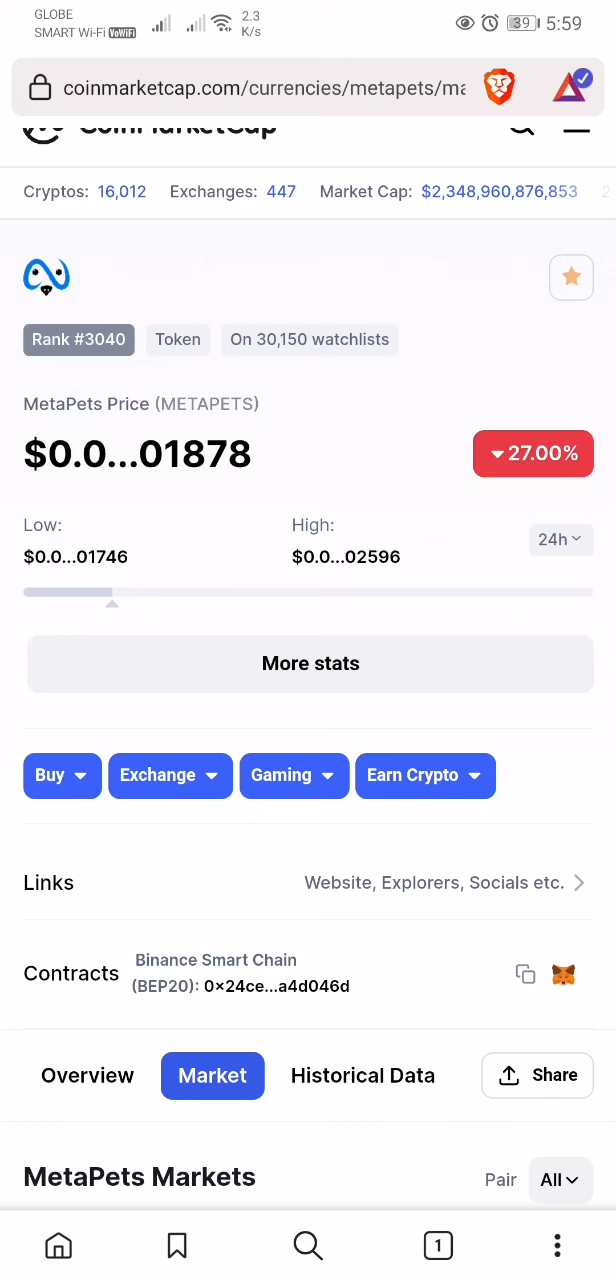 GLOBE
SMART Wi-Fi VoWiFi
2.3
K/s
39
5:59
coinmarketcap.com/currencies/metapets/ma
CoinMarketCap
Cryptos: 16,012 Exchanges: 447 Market Cap: $2,348,960,876,853 2
Rank #3040 Token On 30,150 watchlists
MetaPets Price (METAPETS)
$0.0...01878 27.00%
Low: High:
24h
$0.0...01746 $0.0...02596
More stats
Buy Exchange Gaming Earn Crypto
Links Website, Explorers, Socials etc.
Contracts Binance Smart Chain
(BEP20): 0x24ce...a4d046d
Overview Market Historical Data Share
MetaPets Markets Pair All
1